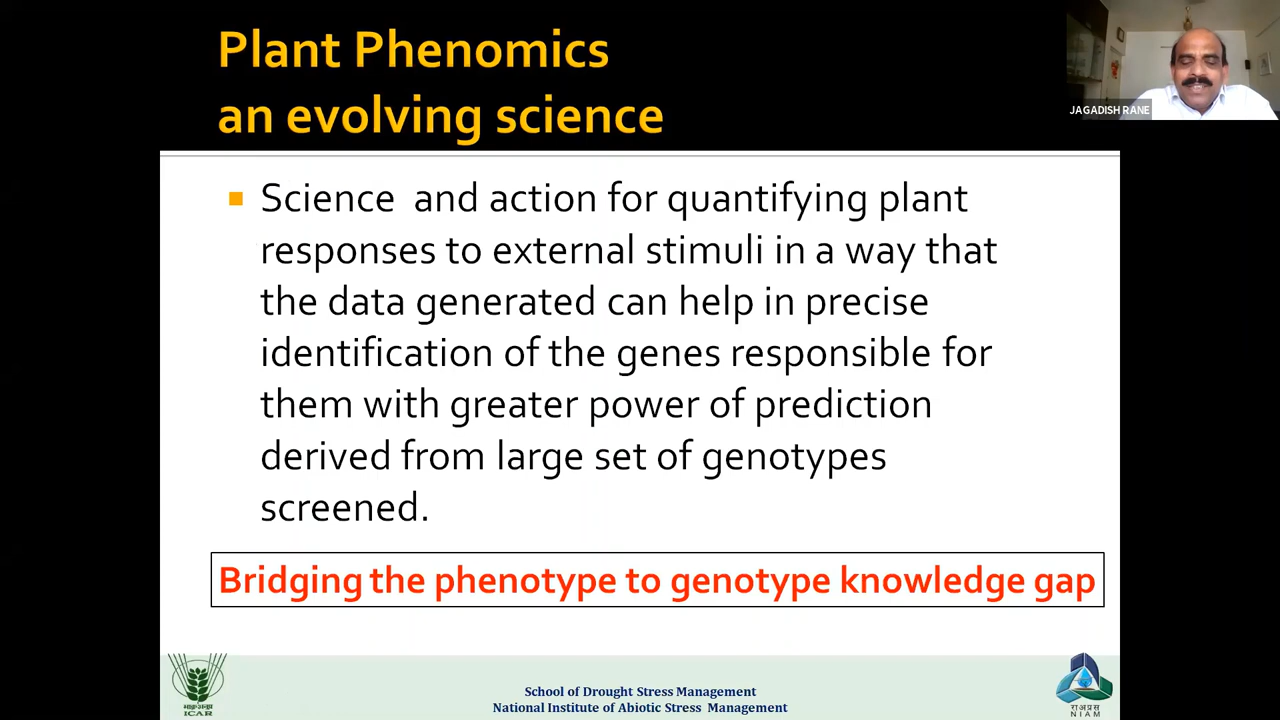 Plant Phenomics
an evolving science
JAGADISH RANE
Science and action for quantifying plant
responses to external stimuli in a way that
the data generated can help in precise
identification of the genes responsible for
them with greater power of prediction
derived from large set of genotypes
screened.
Bridging the phenotype to genotype knowledge gap
School of Drought Stress Management
National Institute of Abiotic Stress Management
भाकृअनुप
ICAR
NIAM